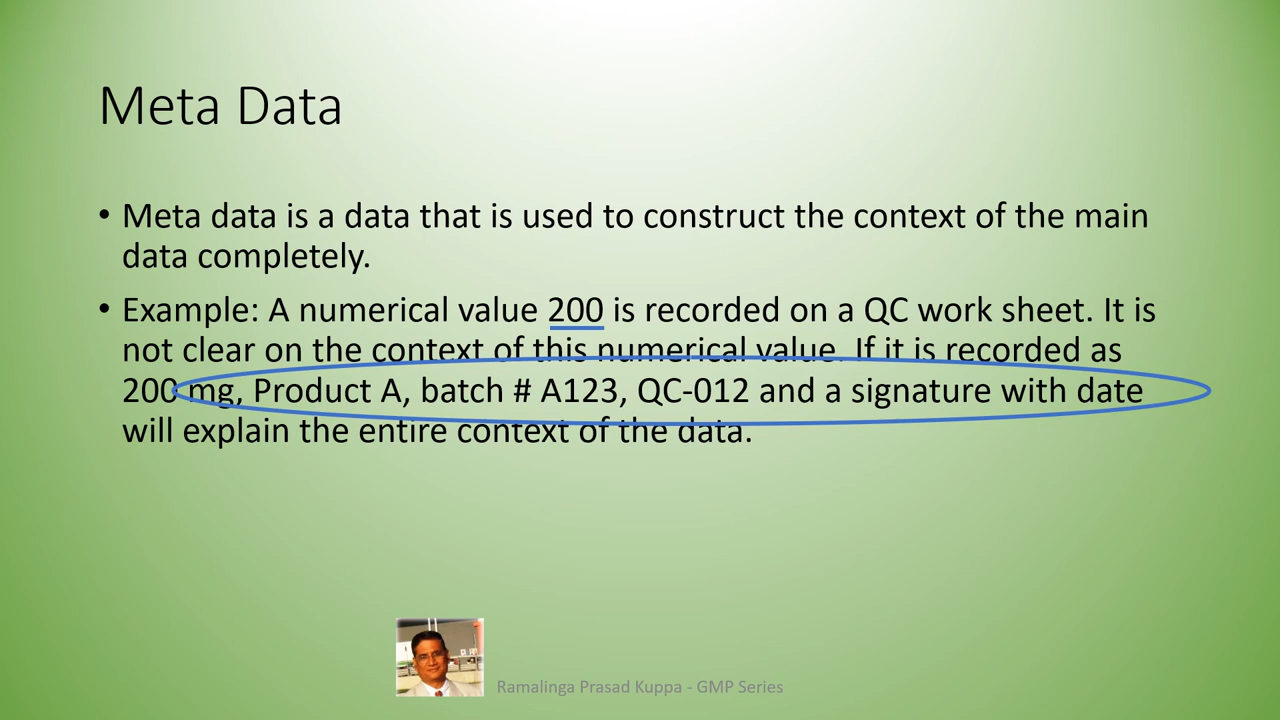 Meta Data
• Meta data is a data that is used to construct the context of the main
data completely.
• Example: A numerical value 200 is recorded on a QC work sheet. It is
not clear on the context of this numerical value. If it is recorded as
200 mg, Product A, batch # A123, QC-012 and a signature with date
will explain the entire context of the data.
Ramalinga Prasad Kuppa - GMP Series